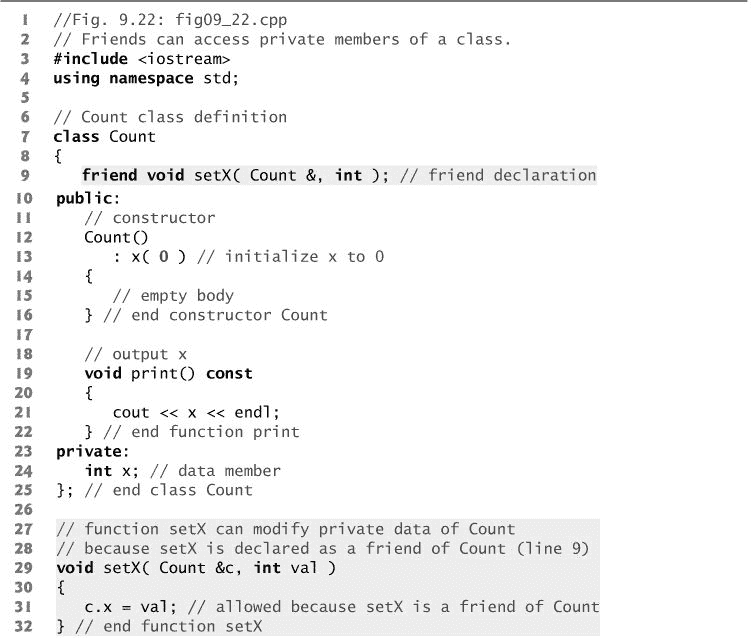 1 //Fig. 9.22: fig09_22.cpp
2 // Friends can access private members of a class.
3 #include <iostream>
4 using namespace std;
5
6 // Count class definition
7 class Count
8 {
9 friend void setX( Count &, int ); // friend declaration
10 public:
11 // constructor
12 Count()
13 : x( 0 ) // initialize x to 0
14 {
15 // empty body
16 } // end constructor Count
17
18 // output x
19 void print() const
20 {
21 cout << x << endl;
22 } // end function print
23 private:
24 int x; // data member
25 }; // end class Count
26
27 // function setX can modify private data of Count
28 // because setX is declared as a friend of Count (line 9)
29 void setX( Count &c, int val )
30 {
31 c.x = val; // allowed because setX is a friend of Count
32 } // end function setX